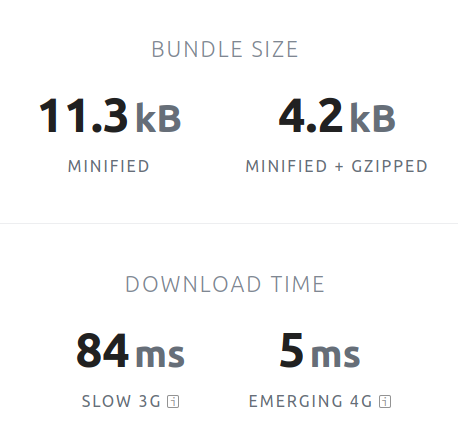 BUNDLE SIZE
11.3 kB 4.2 kB
MINIFIED MINIFIED + GZIPPED
DOWNLOAD TIME
84 ms 5 ms
SLOW 3G EMERGING 4G